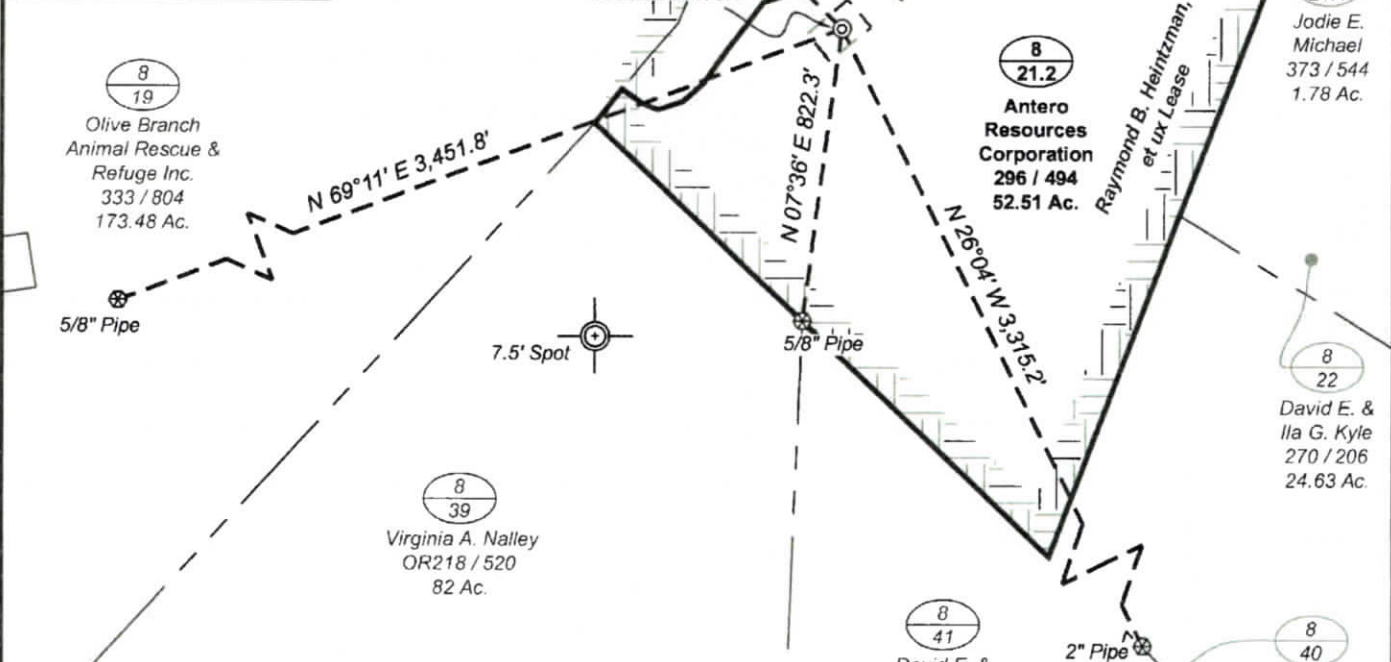 8
19
Olive Branch
Animal Rescue &
Refuge Inc.
333 / 804
173.48 Ac.
N 69°11' E 3,451.8'
5/8" Pipe
7.5' Spot
N 07°36' E 822.3'
5/8" Pipe
8
21.2
Antero
Resources
Corporation
296 / 494
52.51 Ac.
Raymond B. Heintzman,
et ux Lease
N 26°04' W 3,315.2'
Jodie E.
Michael
373 / 544
1.78 Ac.
8
22
David E. &
Ila G. Kyle
270 / 206
24.63 Ac.
8
39
Virginia A. Nalley
OR218 / 520
82 Ac.
8
41
David E. &
2" Pipe
8
40